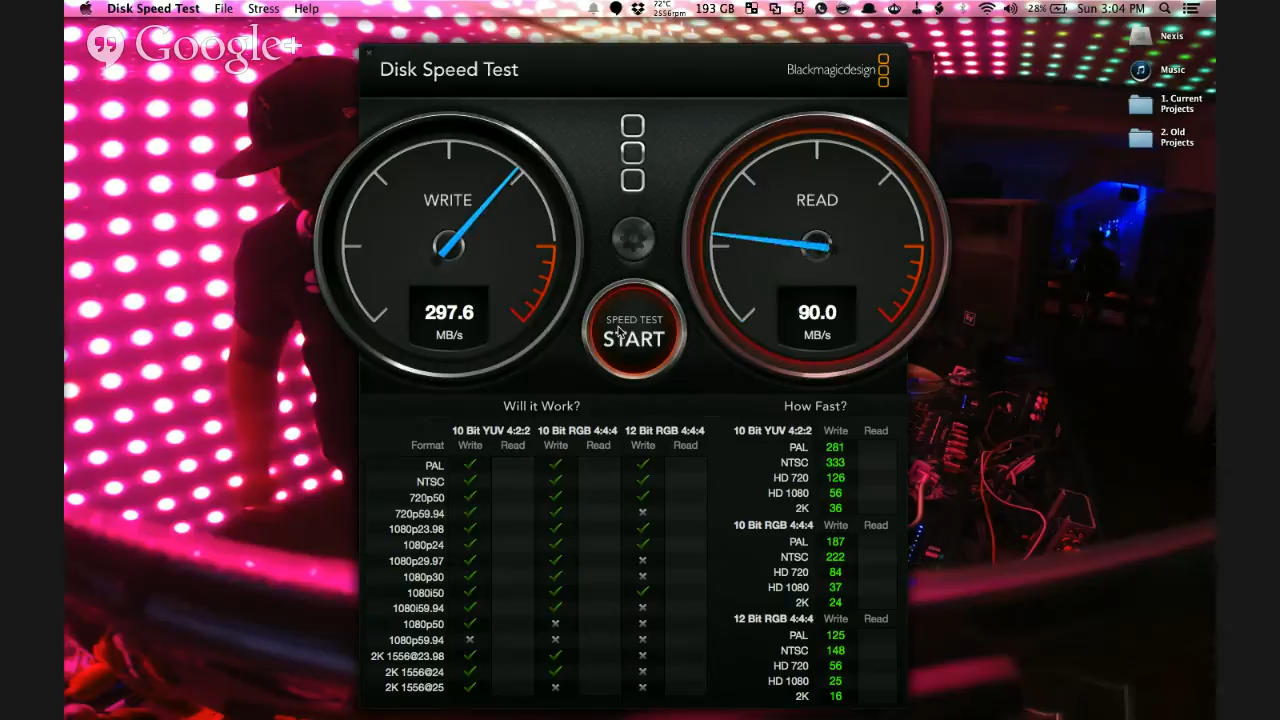 Disk Speed Test File Stress Help
72°C
2556rpm
193 GB
28%
Sun 3:04 PM
Google+
Nexis
Music
1. Current
Projects
2. Old
Projects
Disk Speed Test
Blackmagicdesign
WRITE
297.6
MB/s
READ
90.0
MB/s
SPEED TEST
START
Will it Work?
10 Bit YUV 4:2:2 10 Bit RGB 4:4:4 12 Bit RGB 4:4:4
Format Write Read Write Read Write Read
PAL
NTSC
720p50
720p59.94
1080p23.98
1080p24
1080p29.97
1080p30
1080i50
1080i59.94
1080p50
1080p59.94
2K 1556@23.98
2K 1556@24
2K 1556@25
How Fast?
10 Bit YUV 4:2:2 Write Read
PAL 281
NTSC 333
HD 720 126
HD 1080 56
2K 36
10 Bit RGB 4:4:4 Write Read
PAL 187
NTSC 222
HD 720 84
HD 1080 37
2K 24
12 Bit RGB 4:4:4 Write Read
PAL 125
NTSC 148
HD 720 56
HD 1080 25
2K 16